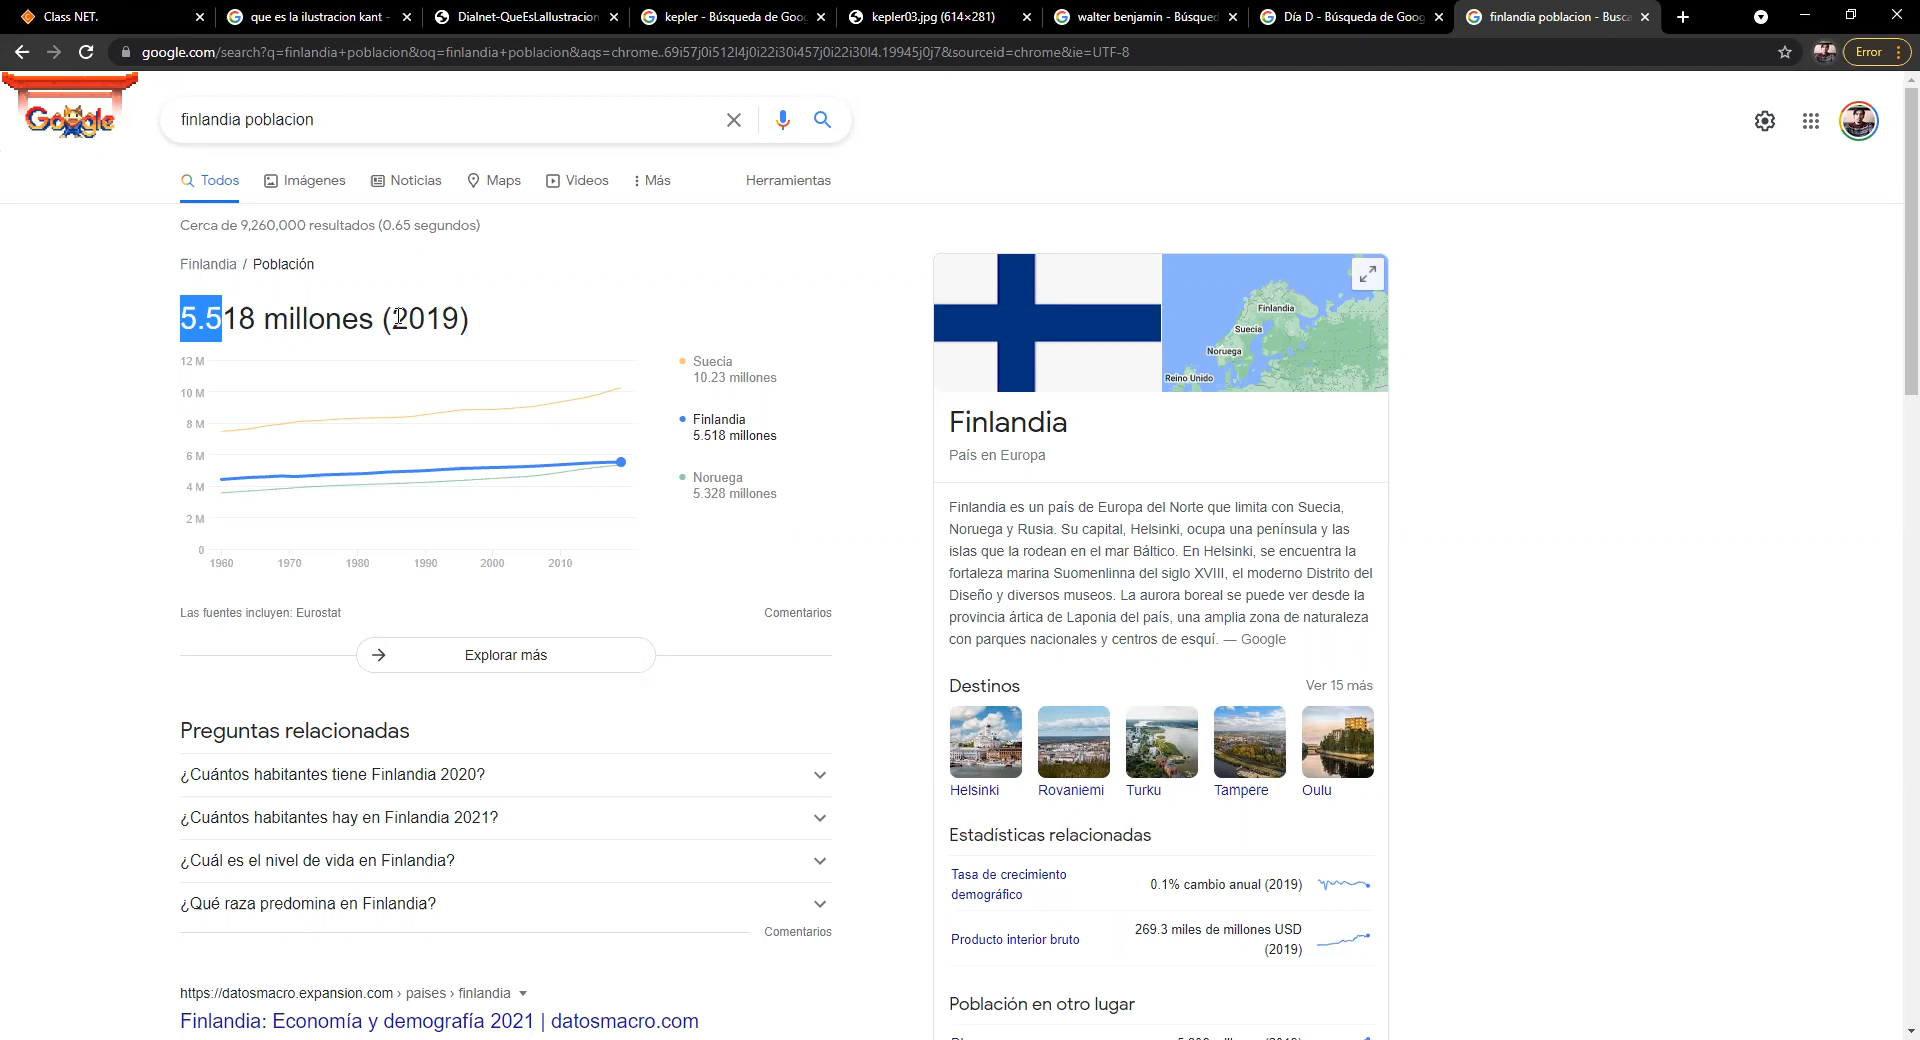 Class NET.
que es la ilustracion kant -
Dialnet-QueEsLaIlustracion
kepler - Búsqueda de Goog
kepler03.jpg (614×281)
walter benjamin - Búsqued
Día D - Búsqueda de Goog
finlandia poblacion - Busca
google.com/search?q=finlandia+poblacion&oq=finlandia+poblacion&aqs=chrome..69i57j0i512l4j0i22i30i457j0i22i30l4.19945j0j7&sourceid=chrome&ie=UTF-8
Error
Google
finlandia poblacion
Todos
Imágenes
Noticias
Maps
Videos
Más
Herramientas
Cerca de 9,260,000 resultados (0.65 segundos)
Finlandia / Población
5.518 millones (2019)
12 M
10 M
8 M
6 M
4 M
2 M
0
1960 1970 1980 1990 2000 2010
Suecia
10.23 millones
Finlandia
5.518 millones
Noruega
5.328 millones
Las fuentes incluyen: Eurostat
Comentarios
Explorar más
Preguntas relacionadas
¿Cuántos habitantes tiene Finlandia 2020?
¿Cuántos habitantes hay en Finlandia 2021?
¿Cuál es el nivel de vida en Finlandia?
¿Qué raza predomina en Finlandia?
Comentarios
https://datosmacro.expansion.com › paises › finlandia
Finlandia: Economía y demografía 2021 | datosmacro.com
Finlandia
Suecia
Noruega
Reino Unido
Finlandia
País en Europa
Finlandia es un país de Europa del Norte que limita con Suecia,
Noruega y Rusia. Su capital, Helsinki, ocupa una península y las
islas que la rodean en el mar Báltico. En Helsinki, se encuentra la
fortaleza marina Suomenlinna del siglo XVIII, el moderno Distrito del
Diseño y diversos museos. La aurora boreal se puede ver desde la
provincia ártica de Laponia del país, una amplia zona de naturaleza
con parques nacionales y centros de esquí. — Google
Destinos
Ver 15 más
Helsinki
Rovaniemi
Turku
Tampere
Oulu
Estadísticas relacionadas
Tasa de crecimiento
demográfico
0.1% cambio anual (2019)
Producto interior bruto
269.3 miles de millones USD
(2019)
Población en otro lugar